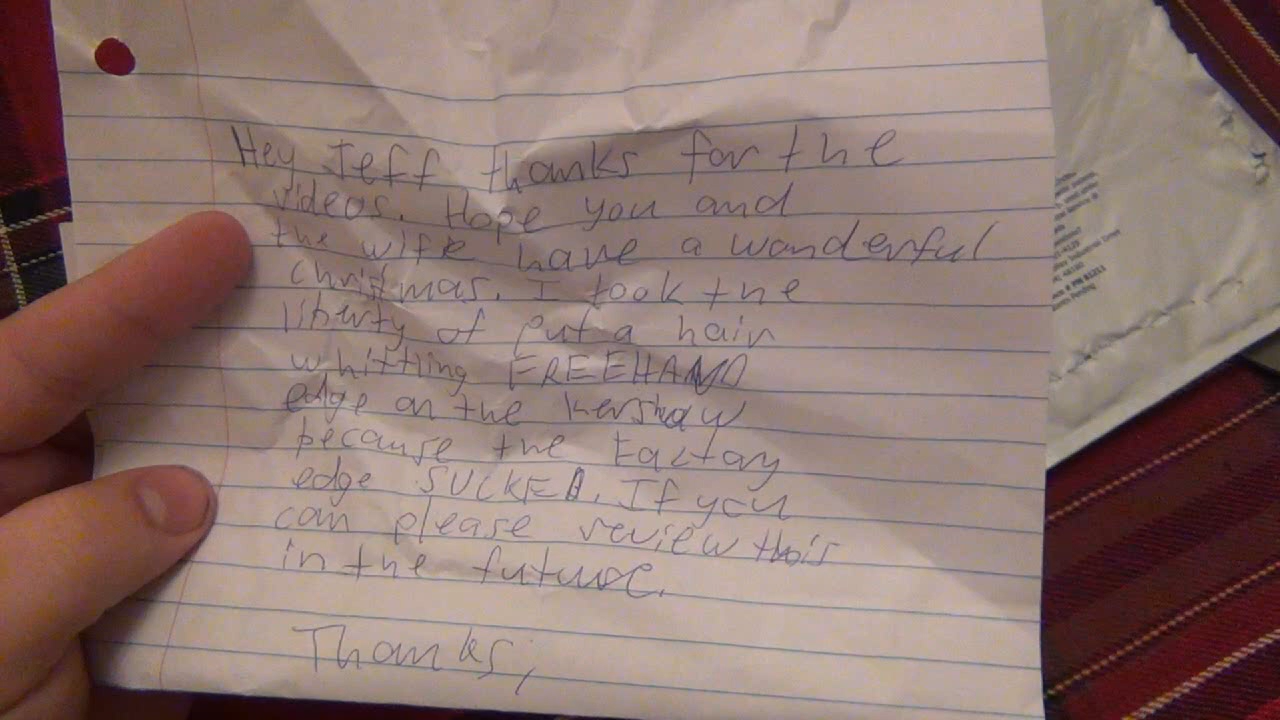 Hey Jeff thanks for the
videos. Hope you and
the wife have a wonderful
christmas. I took the
liberty of put a hair
whittling FREEHAND
edge on the kershaw
because the factory
edge SUCKED. If you
can please review this
in the future.
Thanks,